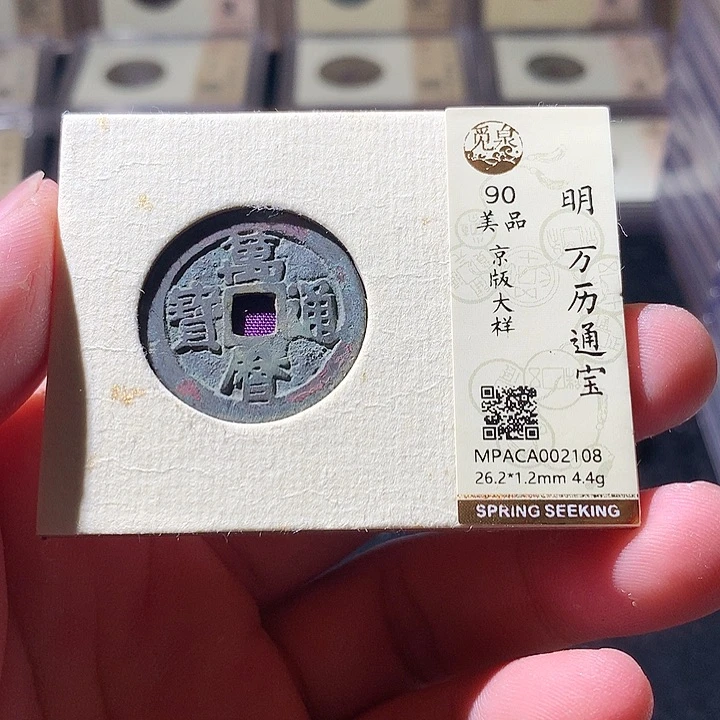 萬曆通寶
觅泉
90
美品
京版大样
明 万历通宝
MPACA002108
26.2*1.2mm 4.4g
SPRING SEEKING